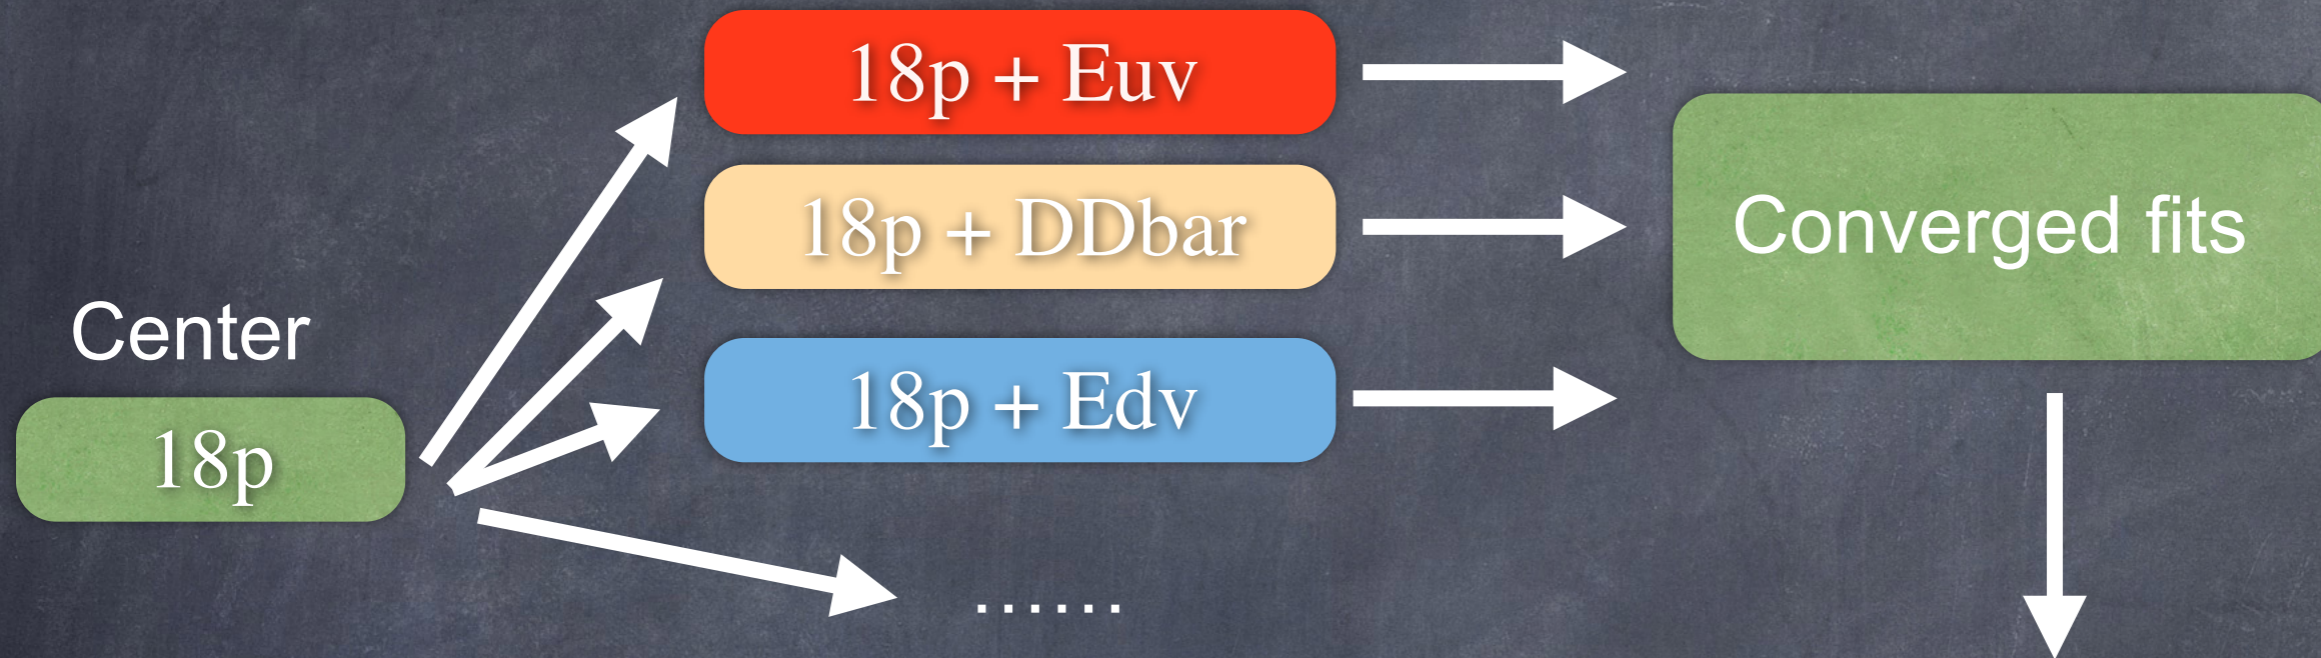 18p + Euv
18p + DDbar
Converged fits
Center
18p + Edv
18p
......